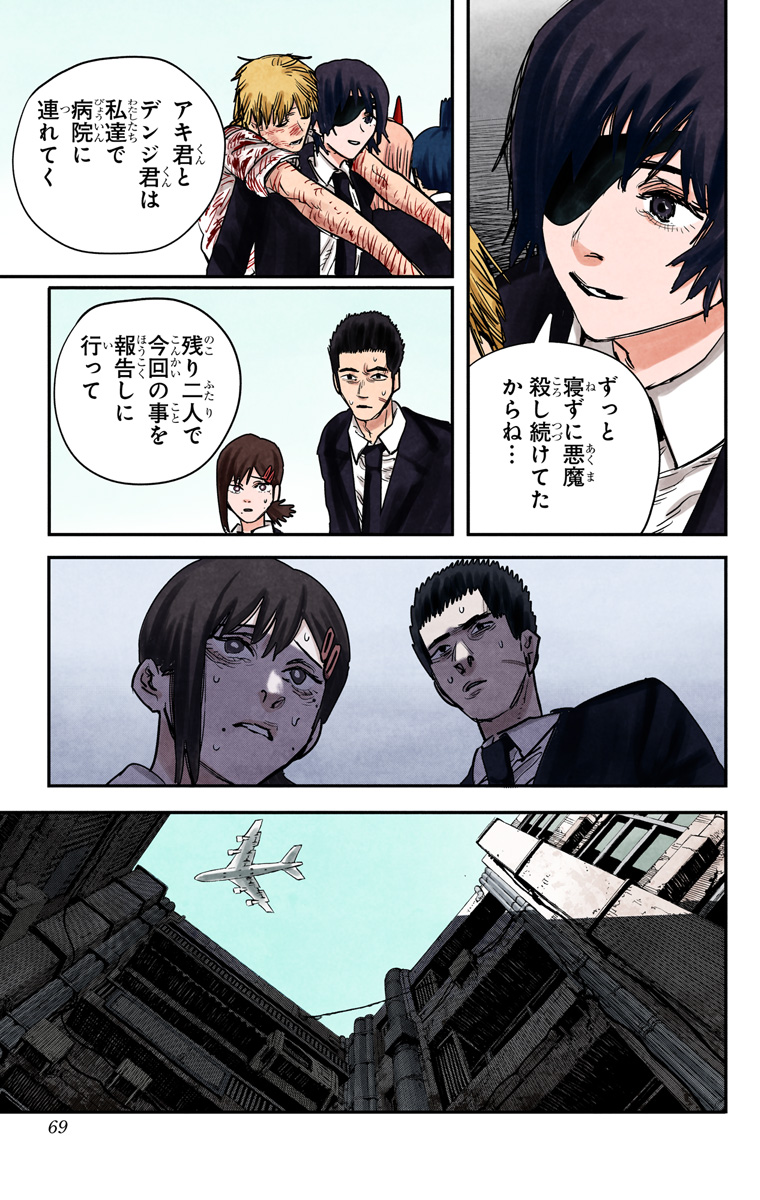 ずっと
寝ずに悪魔
殺し続けてた
からね…
アキ君と
デンジ君は
私達で
病院に
連れてく
残り二人で
今回の事を
報告しに
行って
69